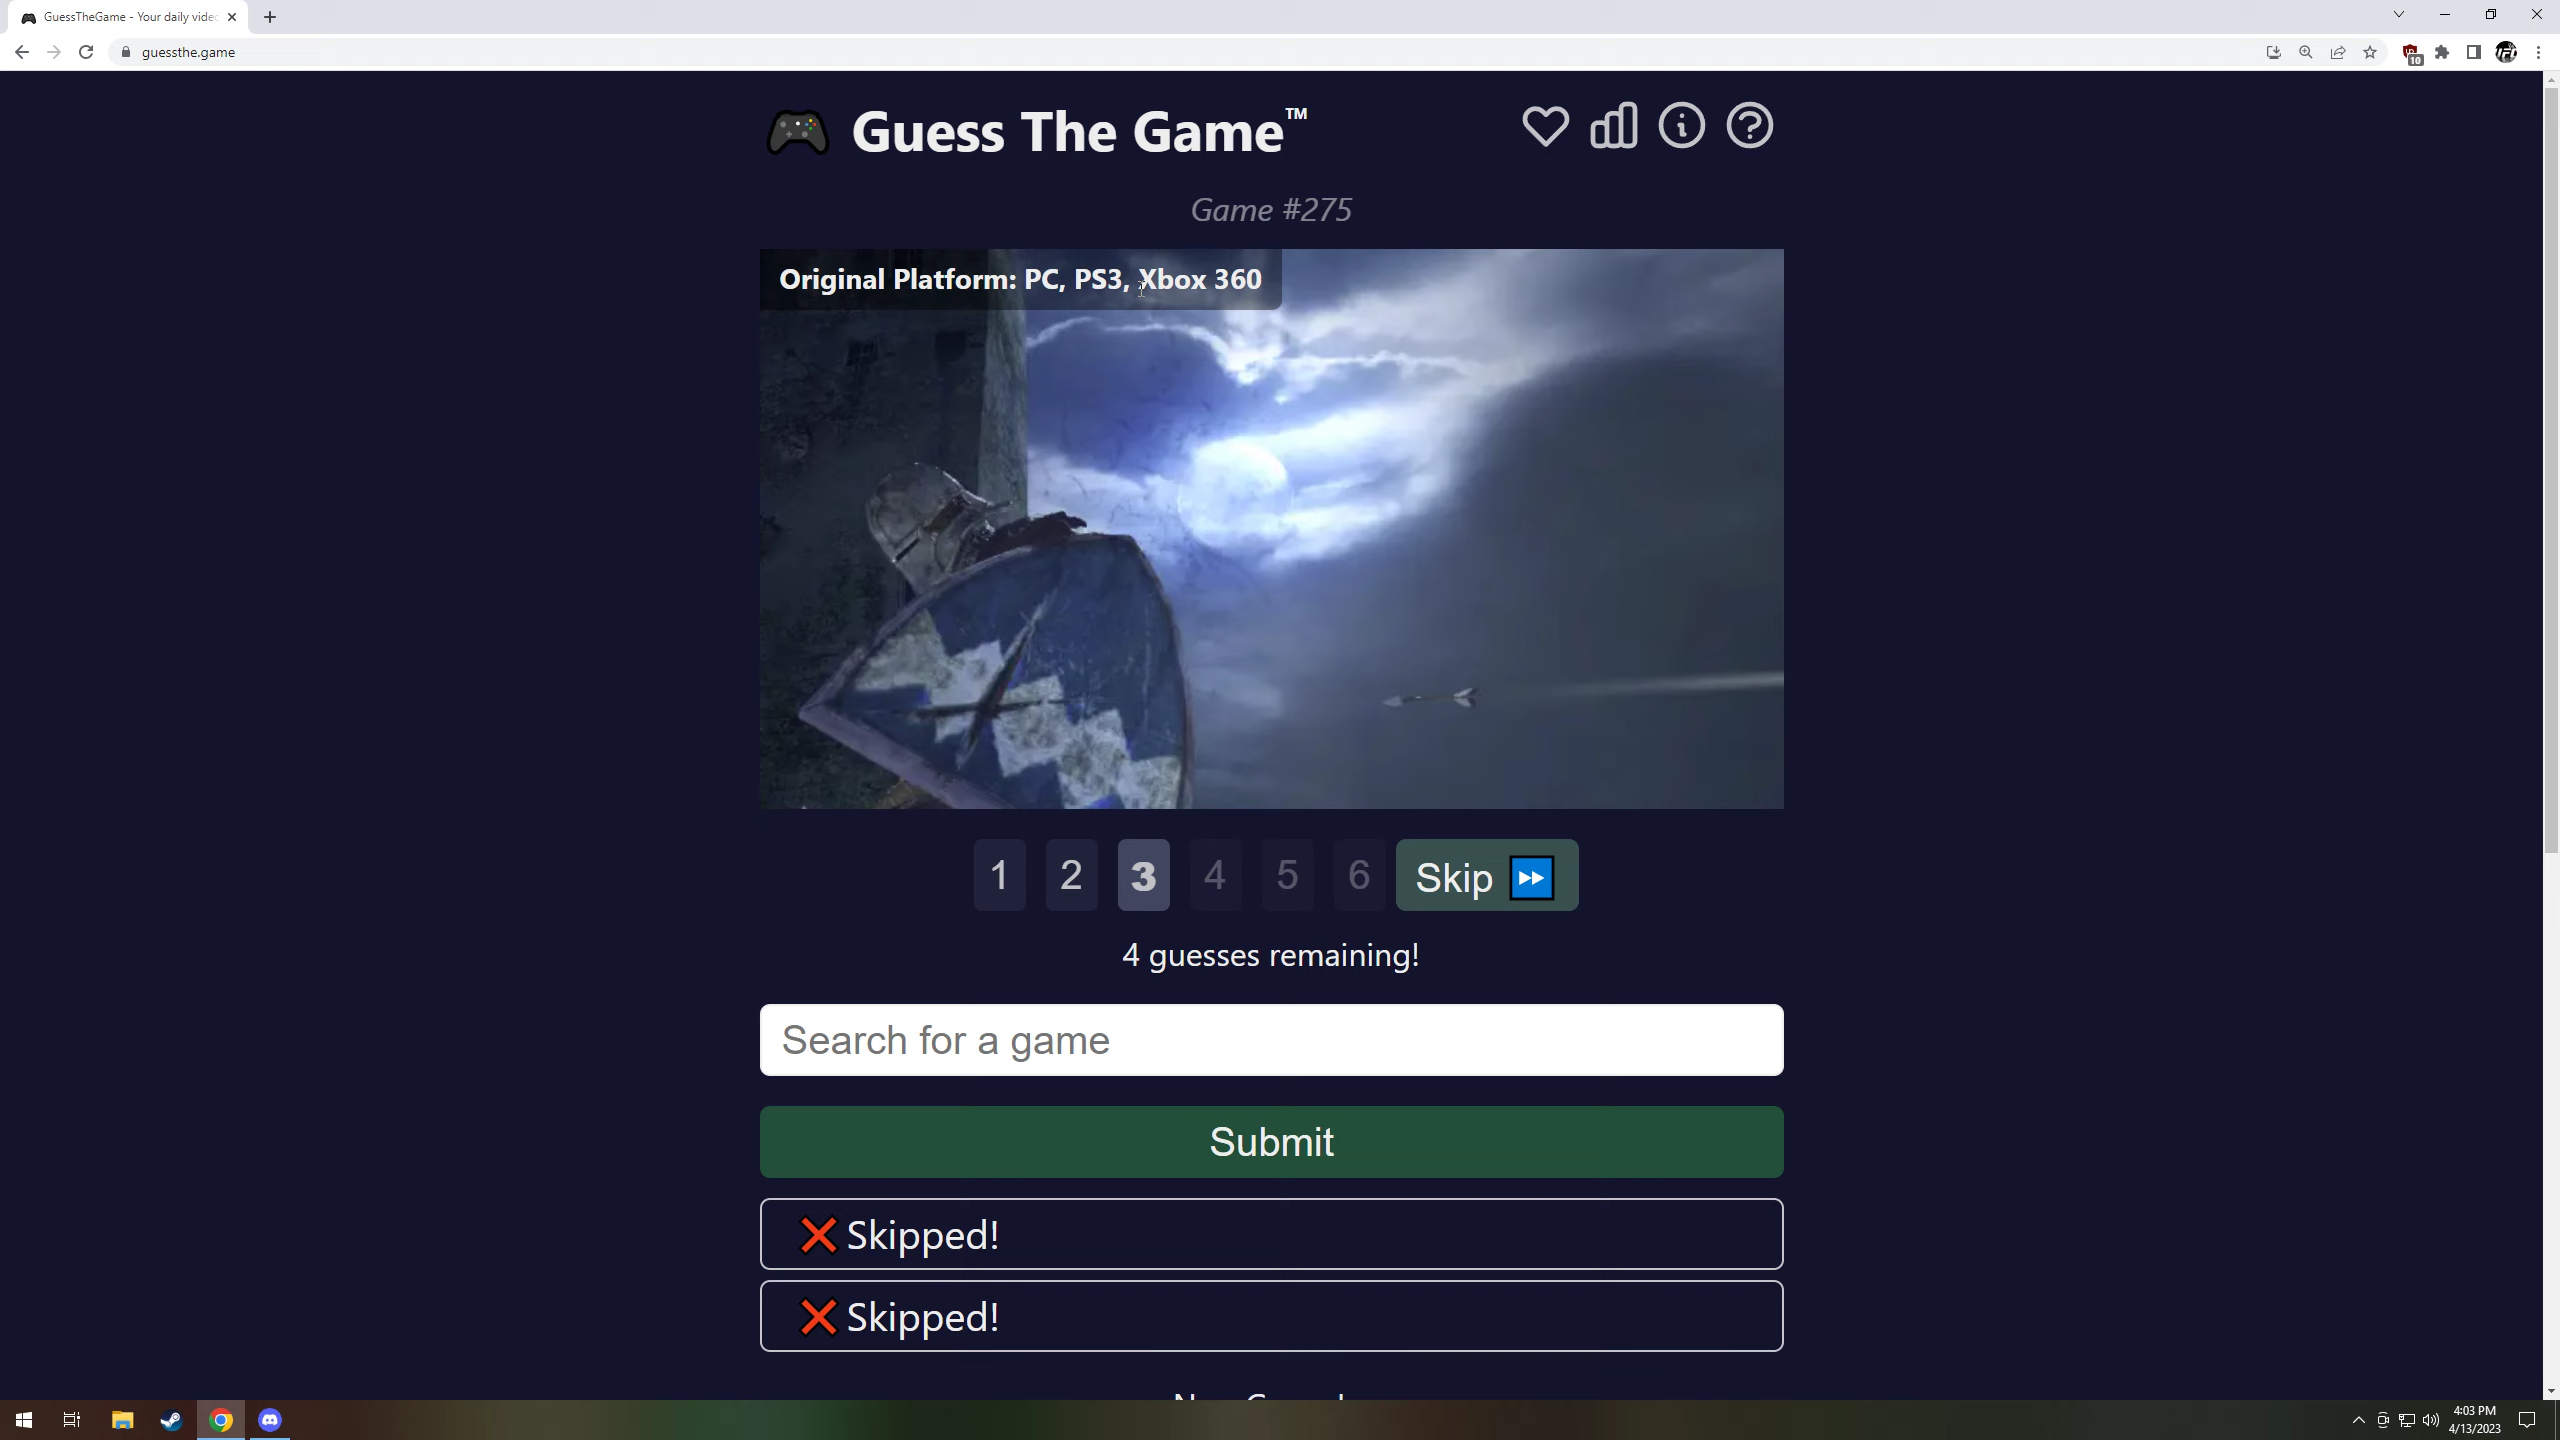 GuessTheGame - Your daily vide
guessthe.game
10
Guess The Game™
Game #275
Original Platform: PC, PS3, Xbox 360
1 2 3 4 5 6 Skip
4 guesses remaining!
Search for a game
Submit
Skipped!
Skipped!
4:03 PM
4/13/2023